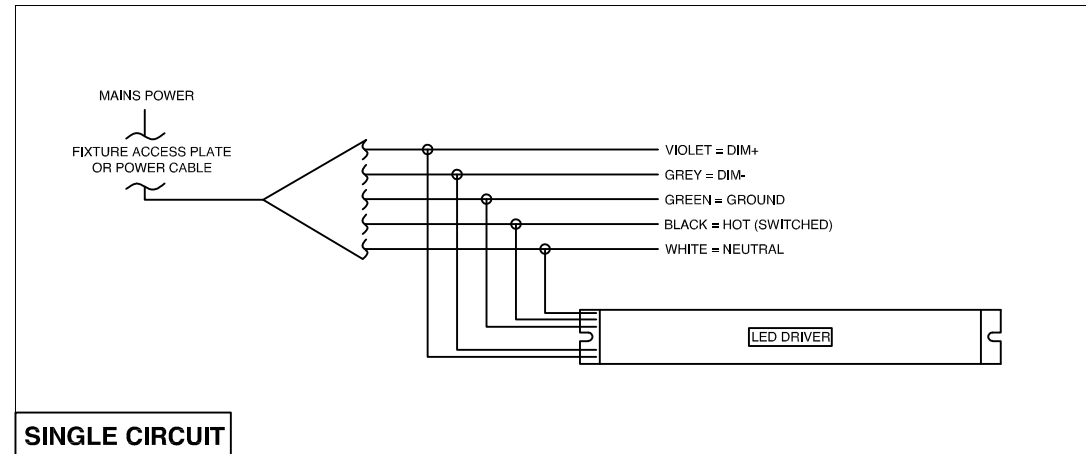 MAINS POWER
FIXTURE ACCESS PLATE
OR POWER CABLE
VIOLET = DIM+
GREY = DIM-
GREEN = GROUND
BLACK = HOT (SWITCHED)
WHITE = NEUTRAL
LED DRIVER
SINGLE CIRCUIT